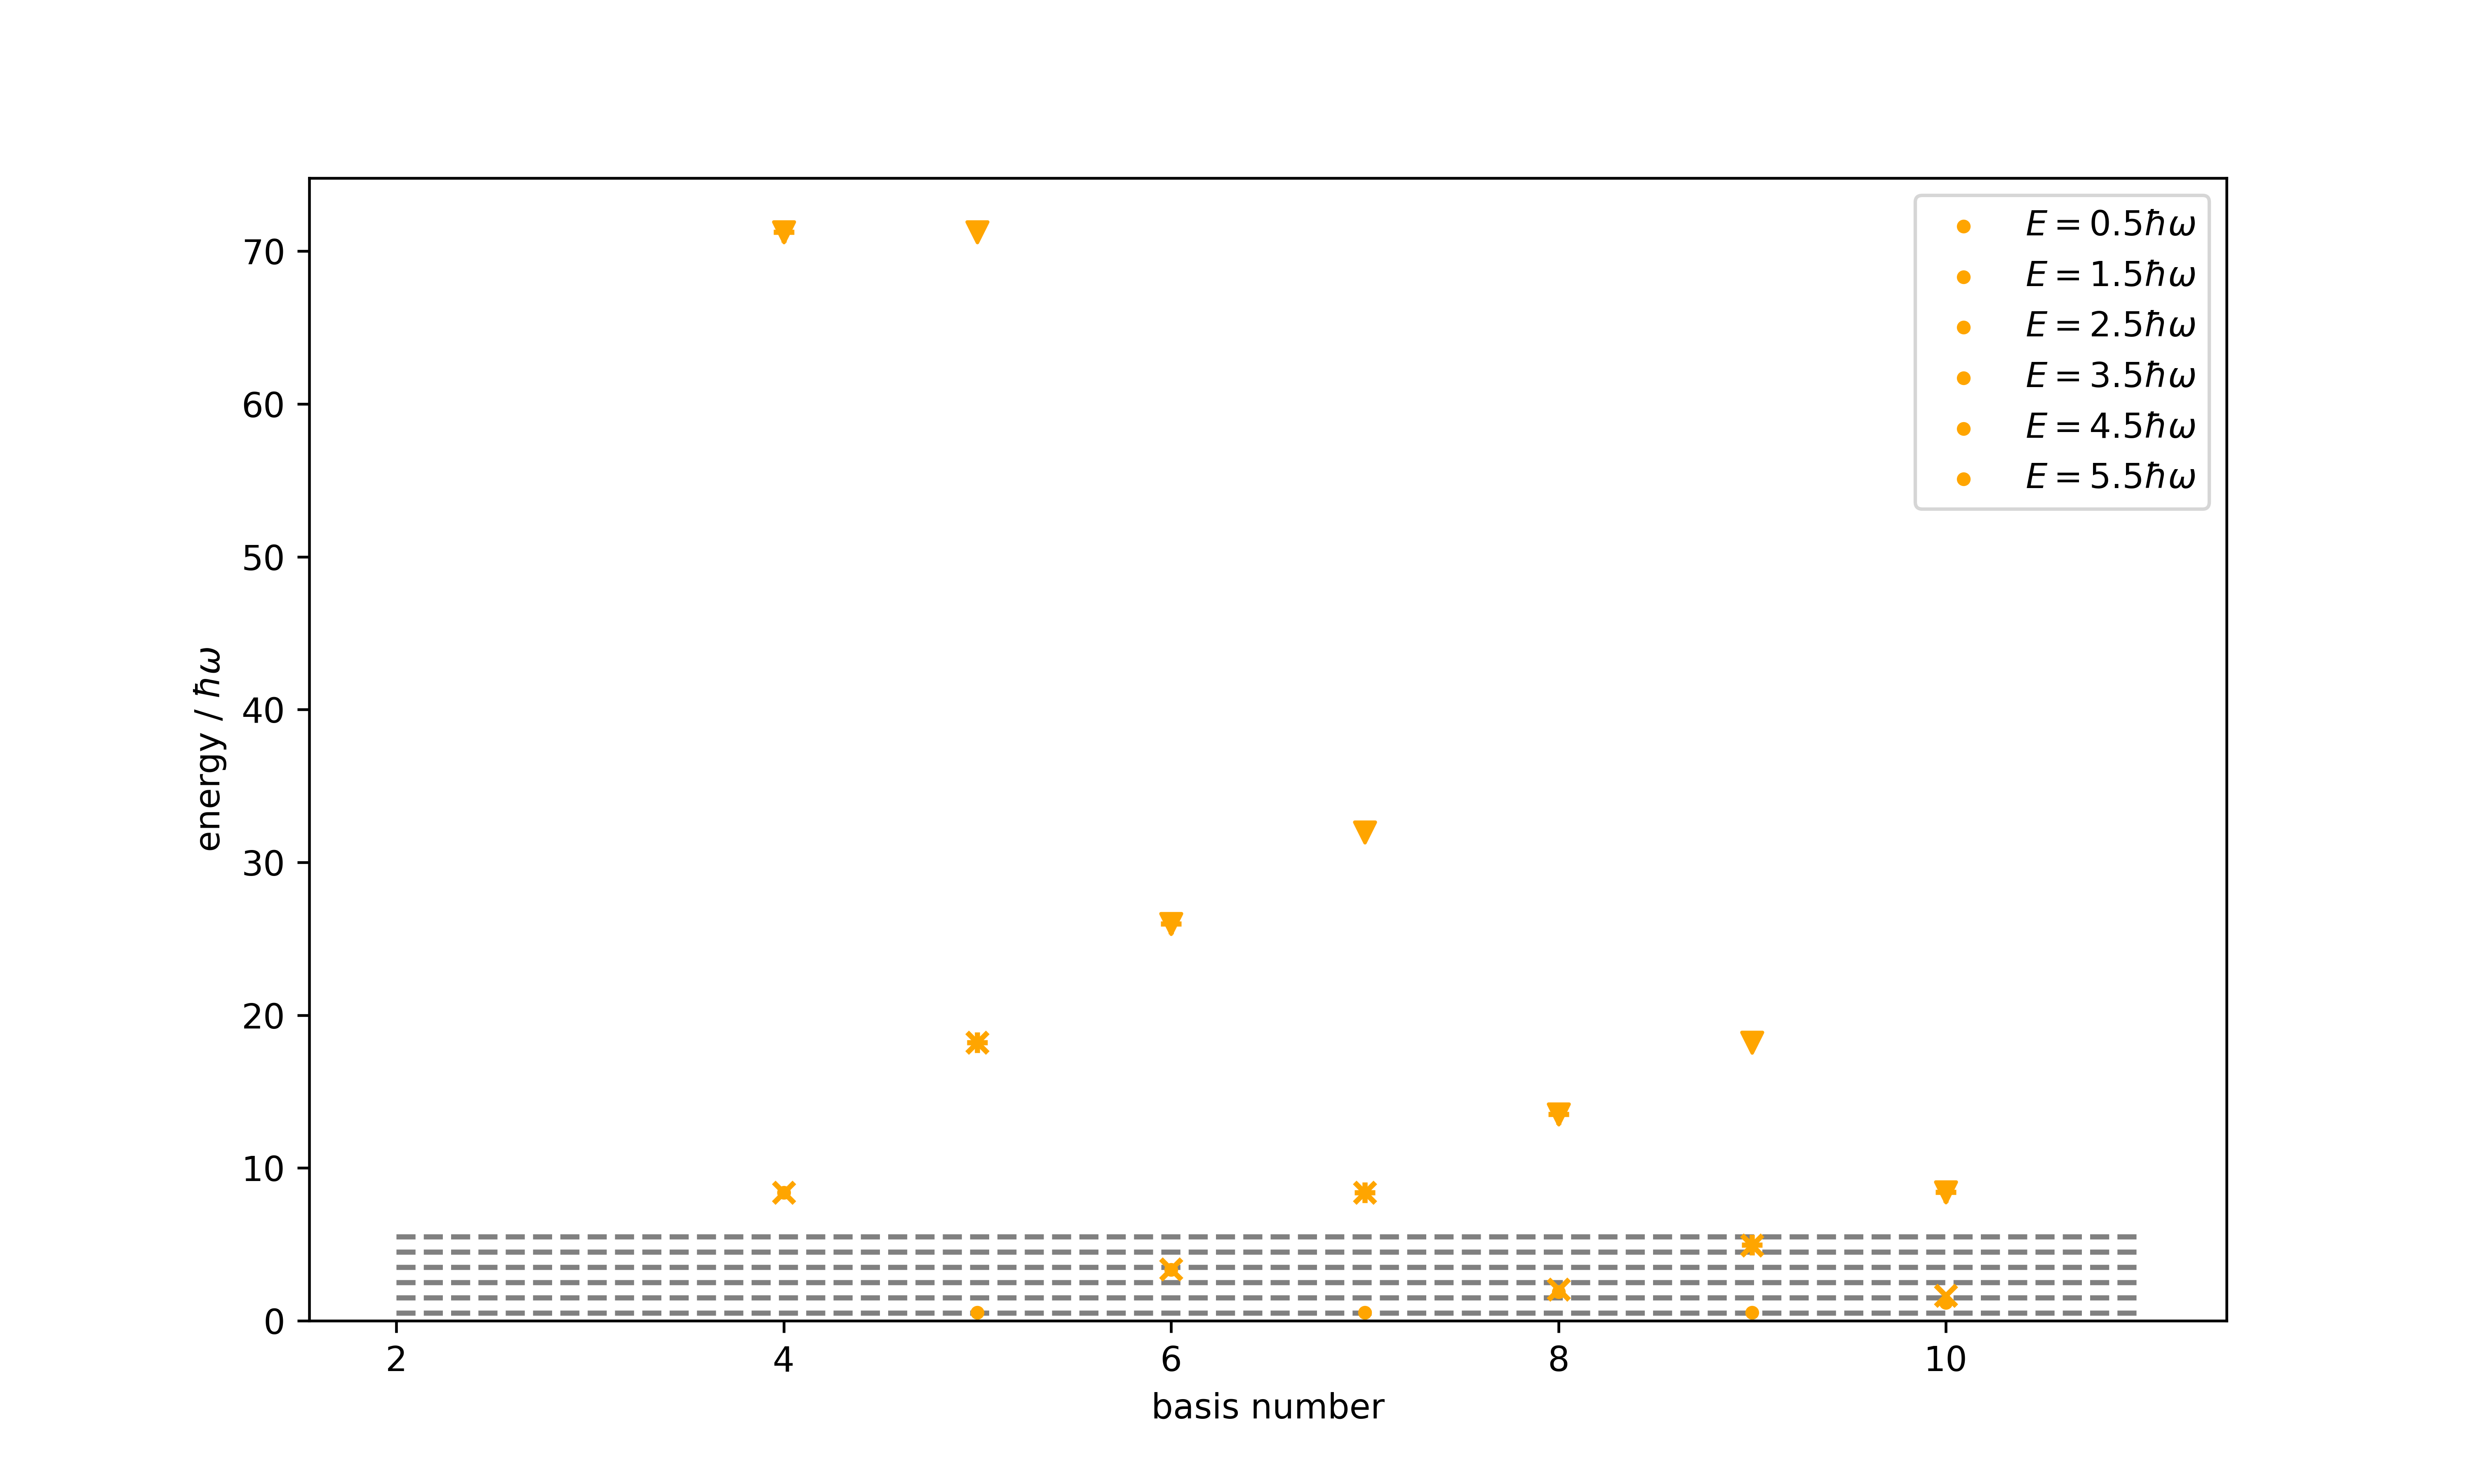 E = 0.5ħω
E = 1.5ħω
E = 2.5ħω
E = 3.5ħω
E = 4.5ħω
E = 5.5ħω
70
60
50
40
30
20
10
0
energy / ħω
2 4 6 8 10
basis number